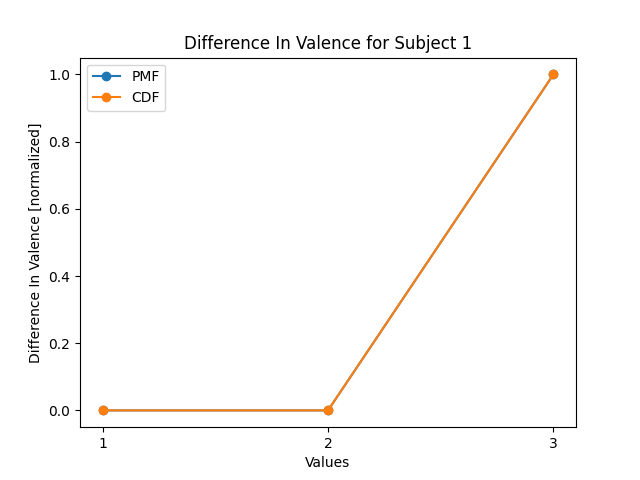 Difference In Valence for Subject 1
PMF
CDF
Difference In Valence [normalized]
1.0
0.8
0.6
0.4
0.2
0.0
1 2 3
Values